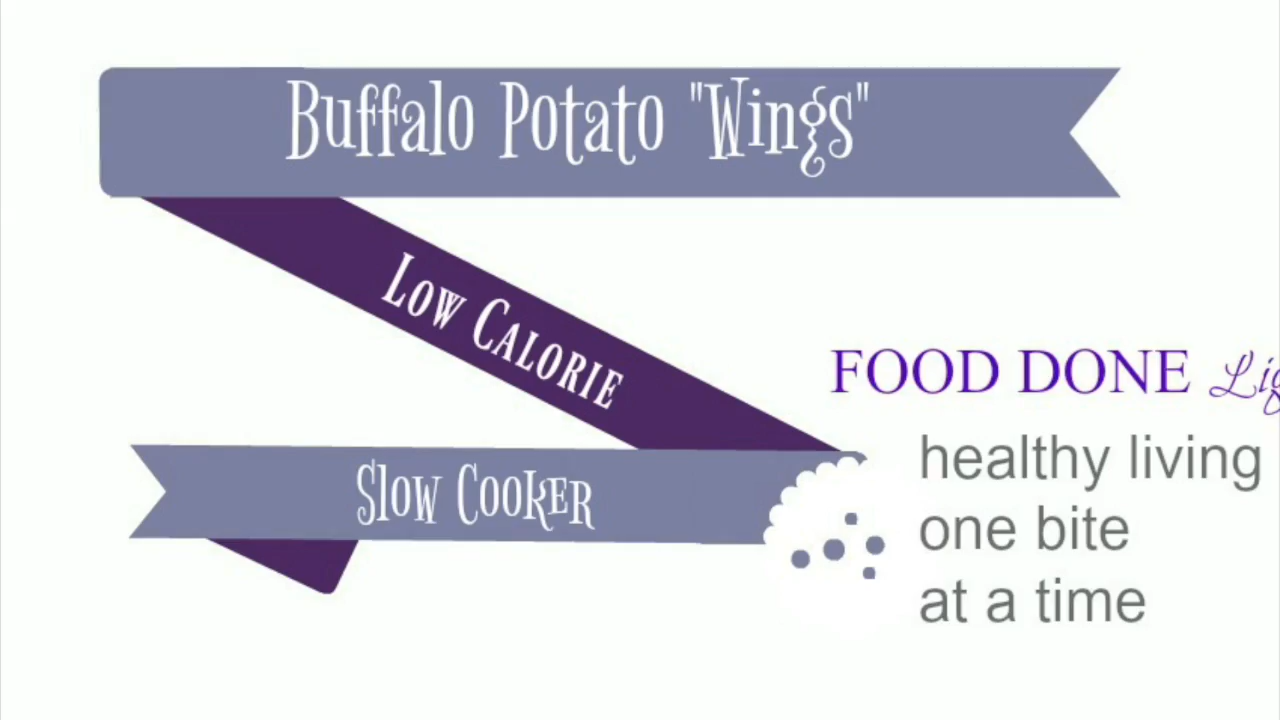 Buffalo Potato "Wings"
Low Calorie
FOOD DONE
healthy living
Slow Cooker
one bite
at a time